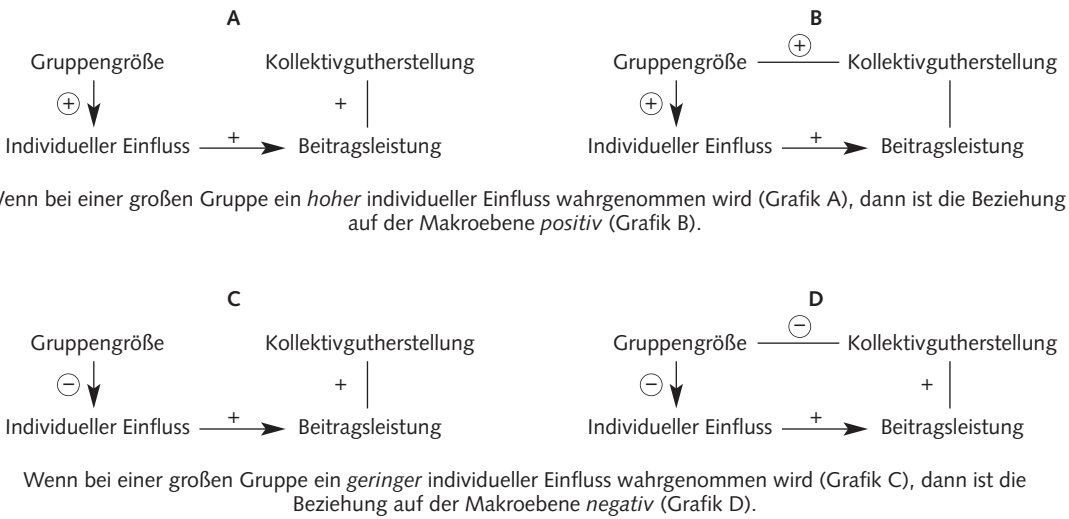 A
B
Gruppengröße
Kollektivgutherstellung
+
+
Individueller Einfluss
+
Beitragsleistung
+
Gruppengröße
Kollektivgutherstellung
+
Individueller Einfluss
+
Beitragsleistung
bei einer großen Gruppe ein hoher individueller Einfluss wahrgenommen wird (Grafik A), dann ist die Beziehung
auf der Makroebene positiv (Grafik B).
C
D
Gruppengröße
Kollektivgutherstellung
−
+
Individueller Einfluss
+
Beitragsleistung
−
Gruppengröße
Kollektivgutherstellung
−
+
Individueller Einfluss
+
Beitragsleistung
Wenn bei einer großen Gruppe ein geringer individueller Einfluss wahrgenommen wird (Grafik C), dann ist die
Beziehung auf der Makroebene negativ (Grafik D).